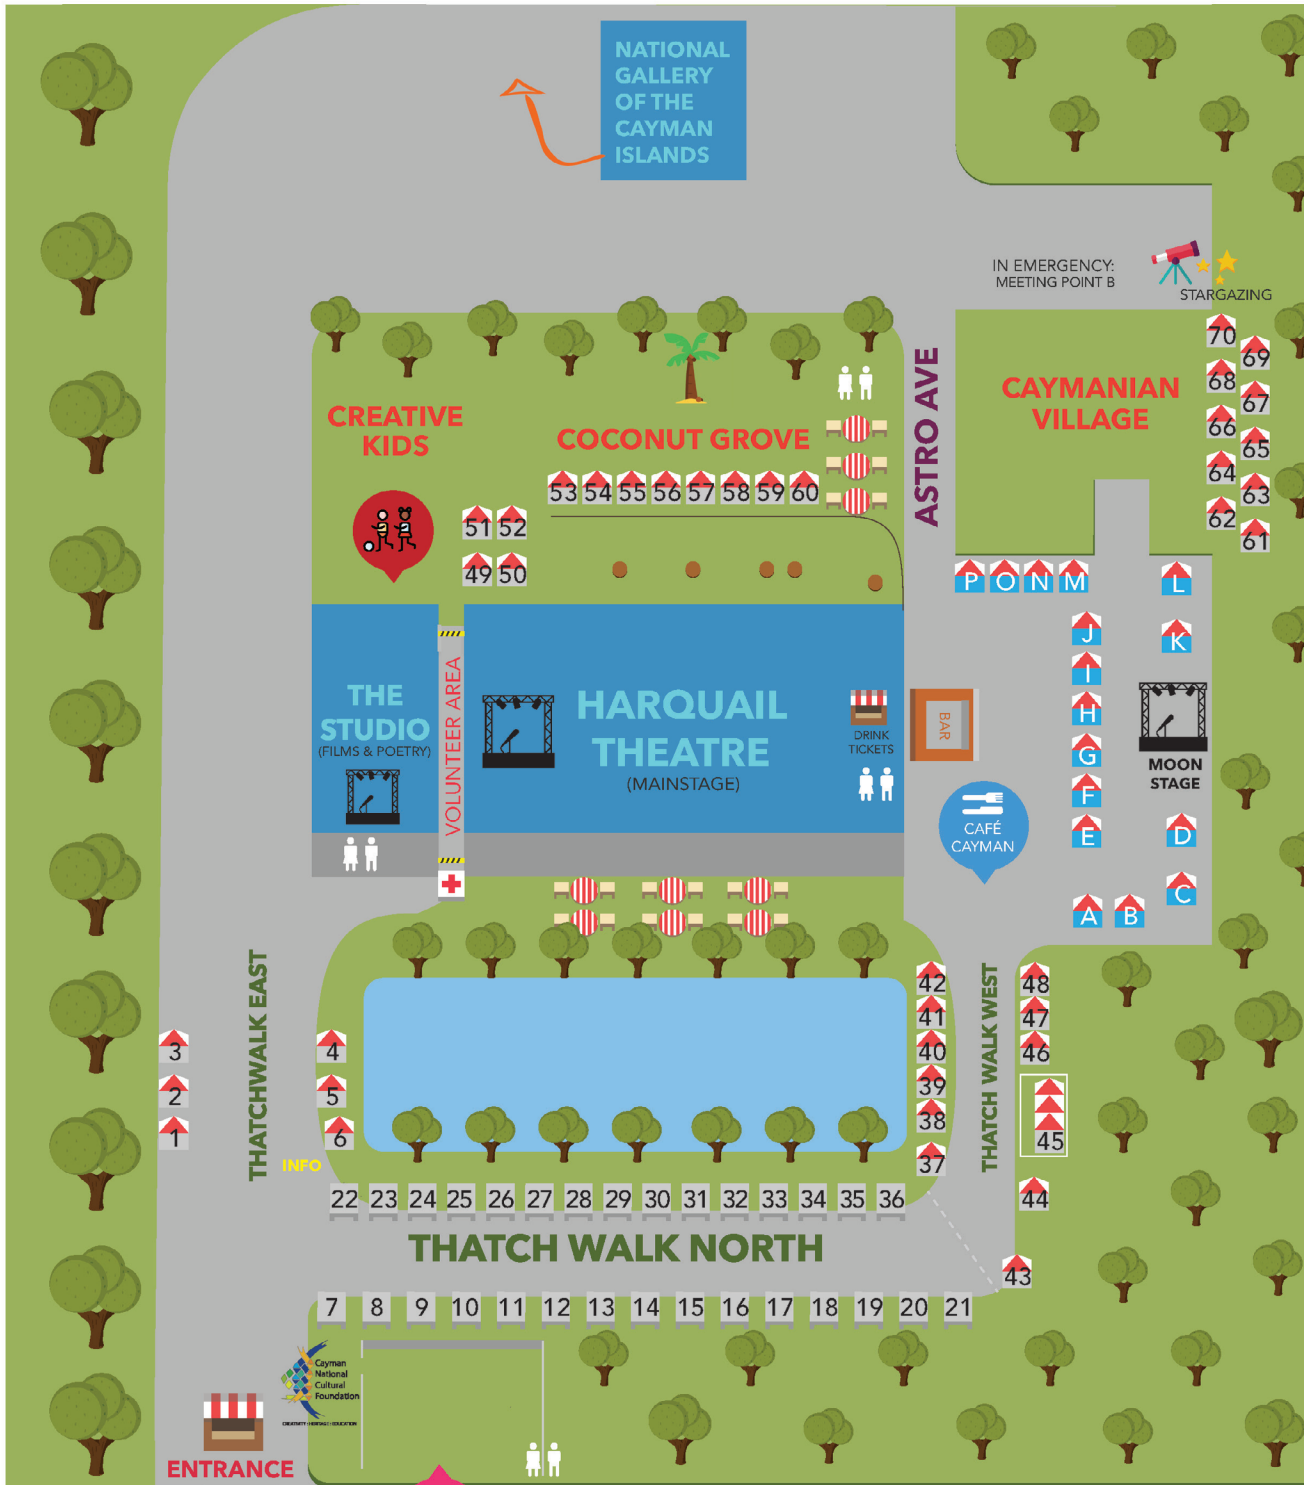 NATIONAL
GALLERY
OF THE
CAYMAN
ISLANDS
IN EMERGENCY:
MEETING POINT B
STARGAZING
70
69
68
67
66
65
64
63
62
61
CAYMANIAN
VILLAGE
ASTRO AVE
CREATIVE
KIDS
COCONUT GROVE
53 54 55 56 57 58 59 60
51 52
49 50
P O N M
L
K
J
I
H
G
F
E
D
C
A B
MOON
STAGE
THE
STUDIO
(FILMS & POETRY)
VOLUNTEER AREA
HARQUAIL
THEATRE
(MAINSTAGE)
DRINK
TICKETS
BAR
CAFÉ
CAYMAN
THATCHWALK EAST
3
2
1
4
5
6
INFO
42
41
40
39
38
37
THATCH WALK WEST
48
47
46
45
44
43
22 23 24 25 26 27 28 29 30 31 32 33 34 35 36
THATCH WALK NORTH
7 8 9 10 11 12 13 14 15 16 17 18 19 20 21
Cayman
National
Cultural
Foundation
CREATIVITY · HERITAGE · EDUCATION
ENTRANCE